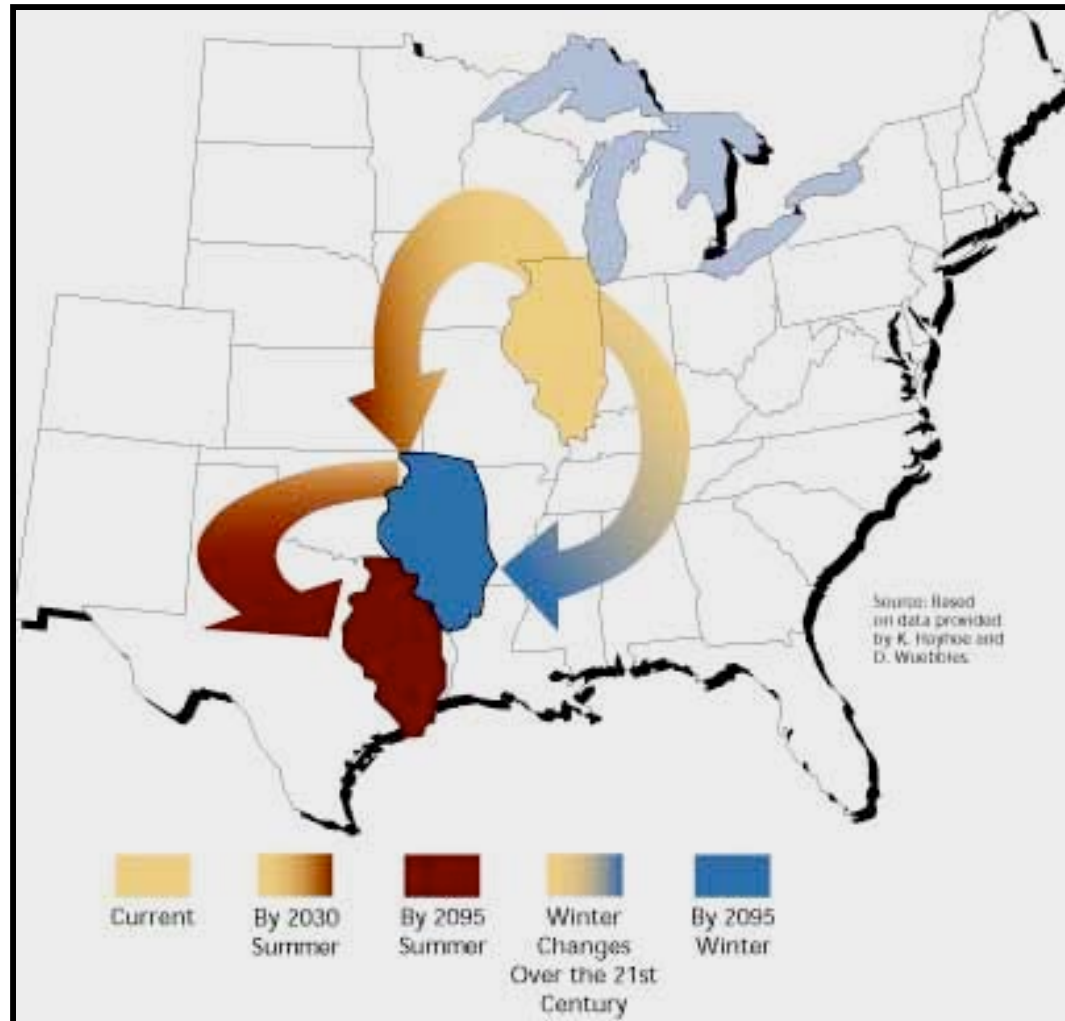 Source: Based
on data provided
by K. Hayhoe and
D. Wuebbles.
Current
By 2030
Summer
By 2095
Summer
Winter
Changes
Over the 21st
Century
By 2095
Winter